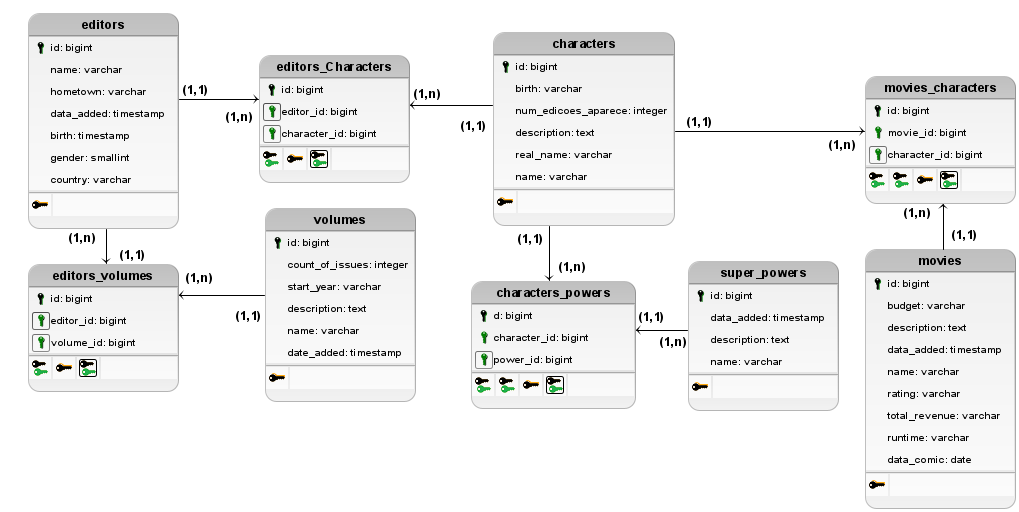 editors
id: bigint
name: varchar
hometown: varchar
data_added: timestamp
birth: timestamp
gender: smallint
country: varchar
(1,1)
(1,n)
editors_Characters
id: bigint
editor_id: bigint
character_id: bigint
(1,n)
(1,1)
characters
id: bigint
birth: varchar
num_edicoes_aparece: integer
description: text
real_name: varchar
name: varchar
(1,1)
(1,n)
movies_characters
id: bigint
movie_id: bigint
character_id: bigint
(1,n)
(1,1)
(1,n)
(1,1)
editors_volumes
id: bigint
editor_id: bigint
volume_id: bigint
(1,n)
(1,1)
volumes
id: bigint
count_of_issues: integer
start_year: varchar
description: text
name: varchar
date_added: timestamp
(1,1)
(1,n)
characters_powers
d: bigint
character_id: bigint
power_id: bigint
(1,1)
(1,n)
super_powers
id: bigint
data_added: timestamp
description: text
name: varchar
movies
id: bigint
budget: varchar
description: text
data_added: timestamp
name: varchar
rating: varchar
total_revenue: varchar
runtime: varchar
data_comic: date